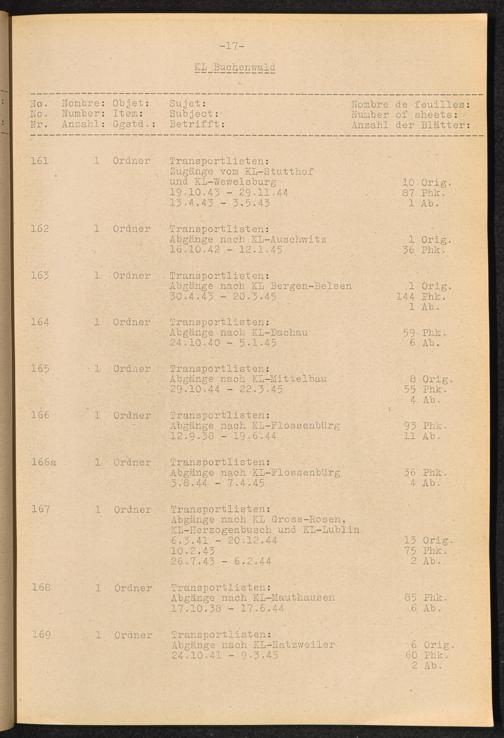 -17-
KL Buchenwald
No. Nombre: Objet: Sujet: Nombre de feuilles:
No. Number: Item: Subject: Number of sheets:
Nr. Anzahl: Ggstd.: Betrifft: Anzahl der Blätter:
161 1 Ordner Transportlisten:
Zugänge vom KL-Stutthof
und KL-Wewelsburg 10 Orig.
19.10.43 - 29.11.44 87 Phk.
13.4.43 - 3.5.43 1 Ab.
162 1 Ordner Transportlisten:
Abgänge nach KL-Auschwitz 1 Orig.
16.10.42 - 12.1.45 36 Phk.
163 1 Ordner Transportlisten:
Abgänge nach KL Bergen-Belsen 1 Orig.
30.4.43 - 20.3.45 144 Phk.
1 Ab.
164 1 Ordner Transportlisten:
Abgänge nach KL-Dachau 59 Phk.
24.10.40 - 5.1.45 6 Ab.
165 1 Ordner Transportlisten:
Abgänge nach KL-Mittelbau 8 Orig.
29.10.44 - 22.3.45 55 Phk.
4 Ab.
166 1 Ordner Transportlisten:
Abgänge nach KL-Flossenbürg 93 Phk.
12.9.38 - 19.6.44 11 Ab.
166a 1 Ordner Transportlisten:
Abgänge nach KL-Flossenbürg 36 Phk.
3.8.44 - 7.4.45 4 Ab.
167 1 Ordner Transportlisten:
Abgänge nach KL Gross-Rosen,
KL-Herzogenbusch und KL-Lublin
6.3.41 - 20.12.44 13 Orig.
10.2.43 75 Phk.
26.7.43 - 6.2.44 2 Ab.
168 1 Ordner Transportlisten:
Abgänge nach KL-Mauthausen 85 Phk.
17.10.38 - 17.6.44 6 Ab.
169 1 Ordner Transportlisten:
Abgänge nach KL-Natzweiler 6 Orig.
24.10.41 - 9.3.45 60 Phk.
2 Ab.